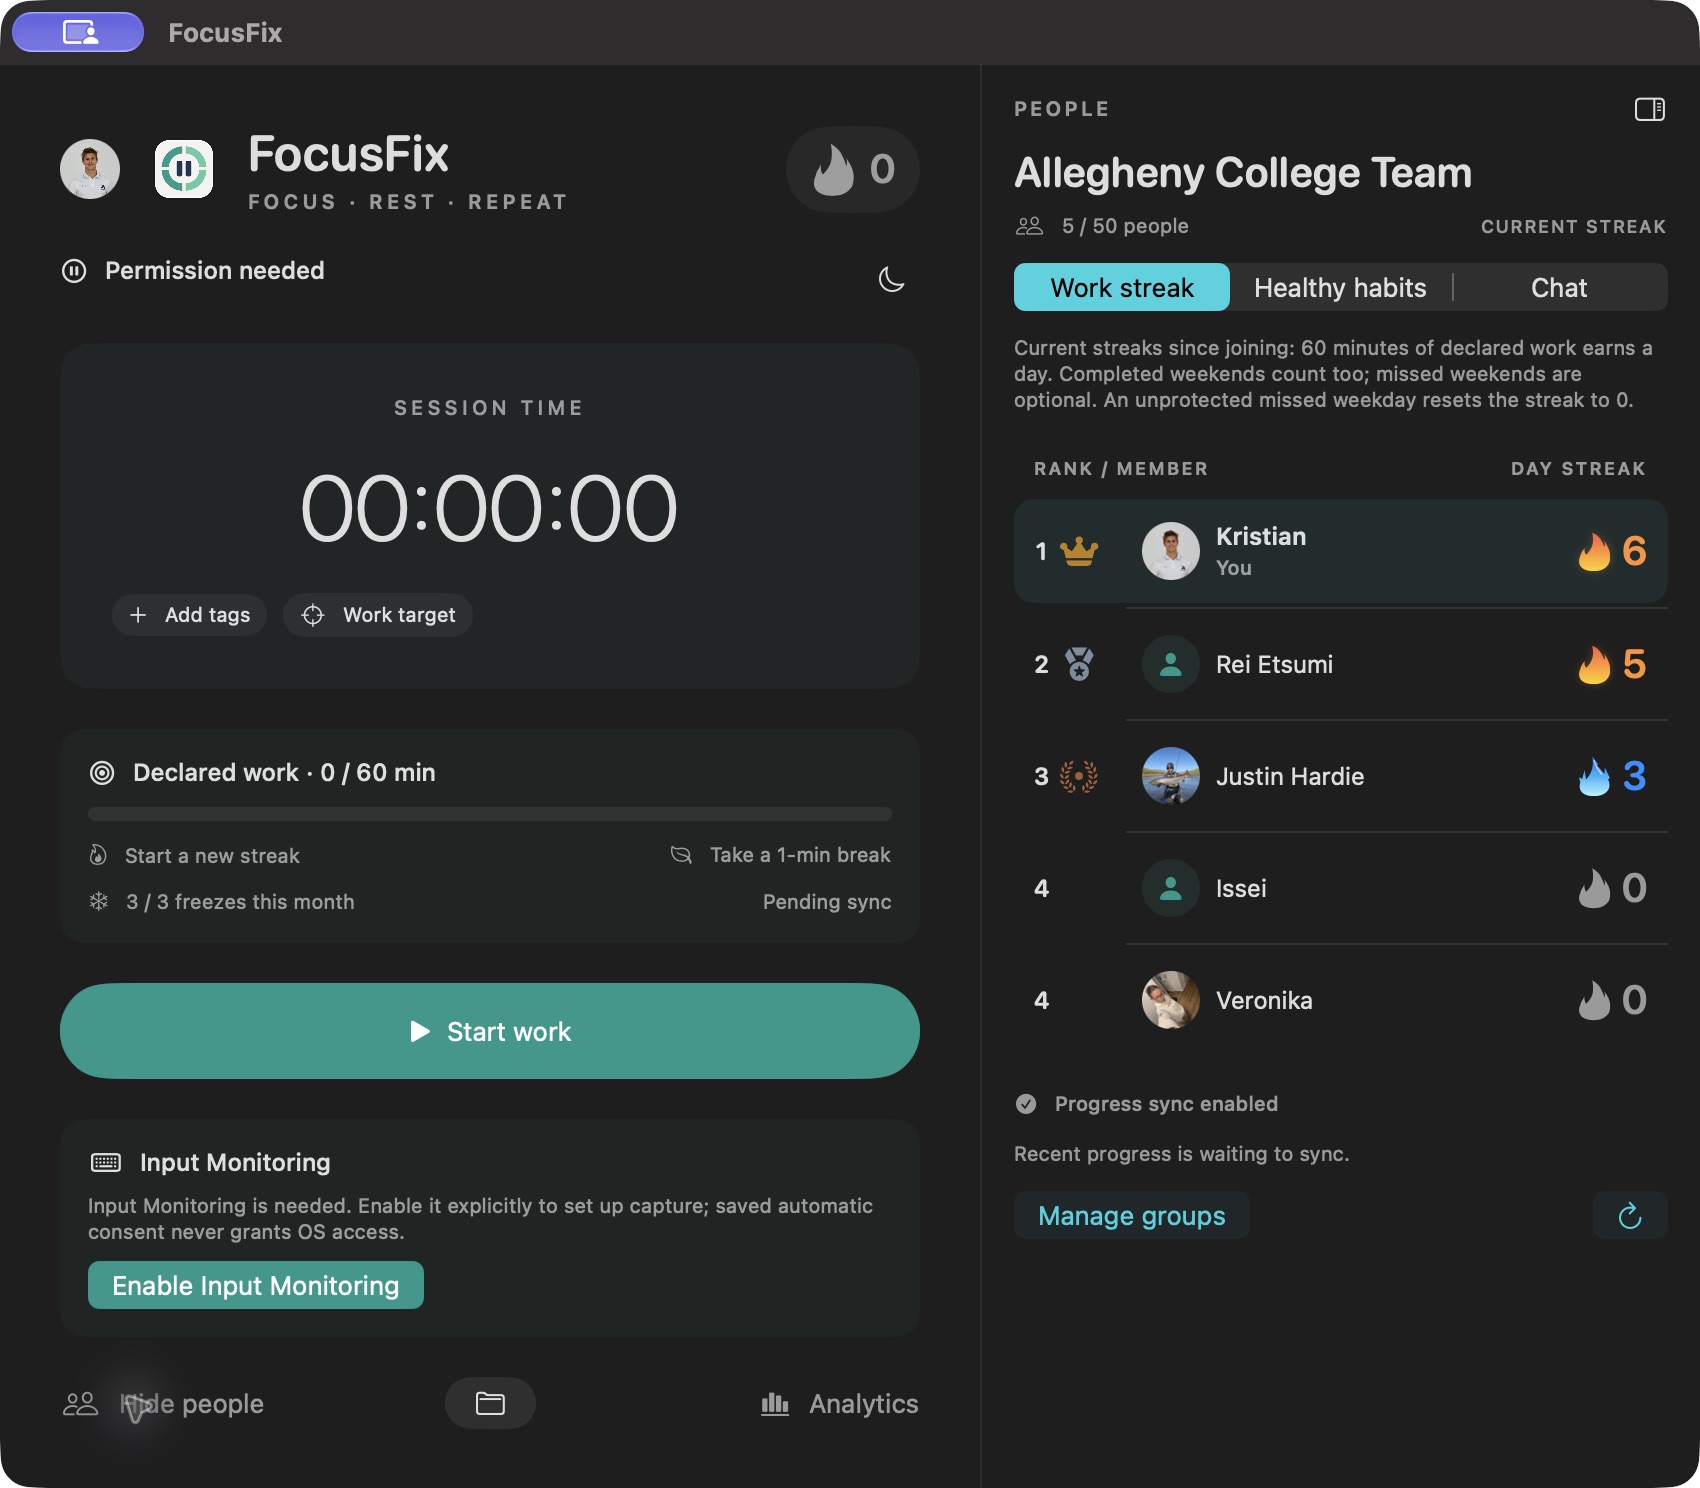 FocusFix
FocusFix
FOCUS · REST · REPEAT
0
Permission needed
SESSION TIME
00:00:00
Add tags
Work target
Declared work · 0 / 60 min
Start a new streak
Take a 1-min break
3 / 3 freezes this month
Pending sync
Start work
Input Monitoring
Input Monitoring is needed. Enable it explicitly to set up capture; saved automatic
consent never grants OS access.
Enable Input Monitoring
Hide people
Analytics
PEOPLE
Allegheny College Team
5 / 50 people
CURRENT STREAK
Work streak
Healthy habits
Chat
Current streaks since joining: 60 minutes of declared work earns a
day. Completed weekends count too; missed weekends are
optional. An unprotected missed weekday resets the streak to 0.
RANK / MEMBER
DAY STREAK
1
Kristian
You
6
2
Rei Etsumi
5
3
Justin Hardie
3
4
Issei
0
4
Veronika
0
Progress sync enabled
Recent progress is waiting to sync.
Manage groups